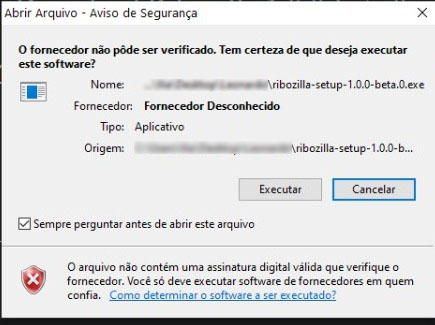 Abrir Arquivo - Aviso de Segurança
O fornecedor não pôde ser verificado. Tem certeza de que deseja executar
este software?
Nome: \ribozilla-setup-1.0.0-beta.0.exe
Fornecedor: Fornecedor Desconhecido
Tipo: Aplicativo
Origem: \ribozilla-setup-1.0.0-b...
Executar Cancelar
Sempre perguntar antes de abrir este arquivo
O arquivo não contém uma assinatura digital válida que verifique o
fornecedor. Você só deve executar software de fornecedores em quem
confia. Como determinar o software a ser executado?